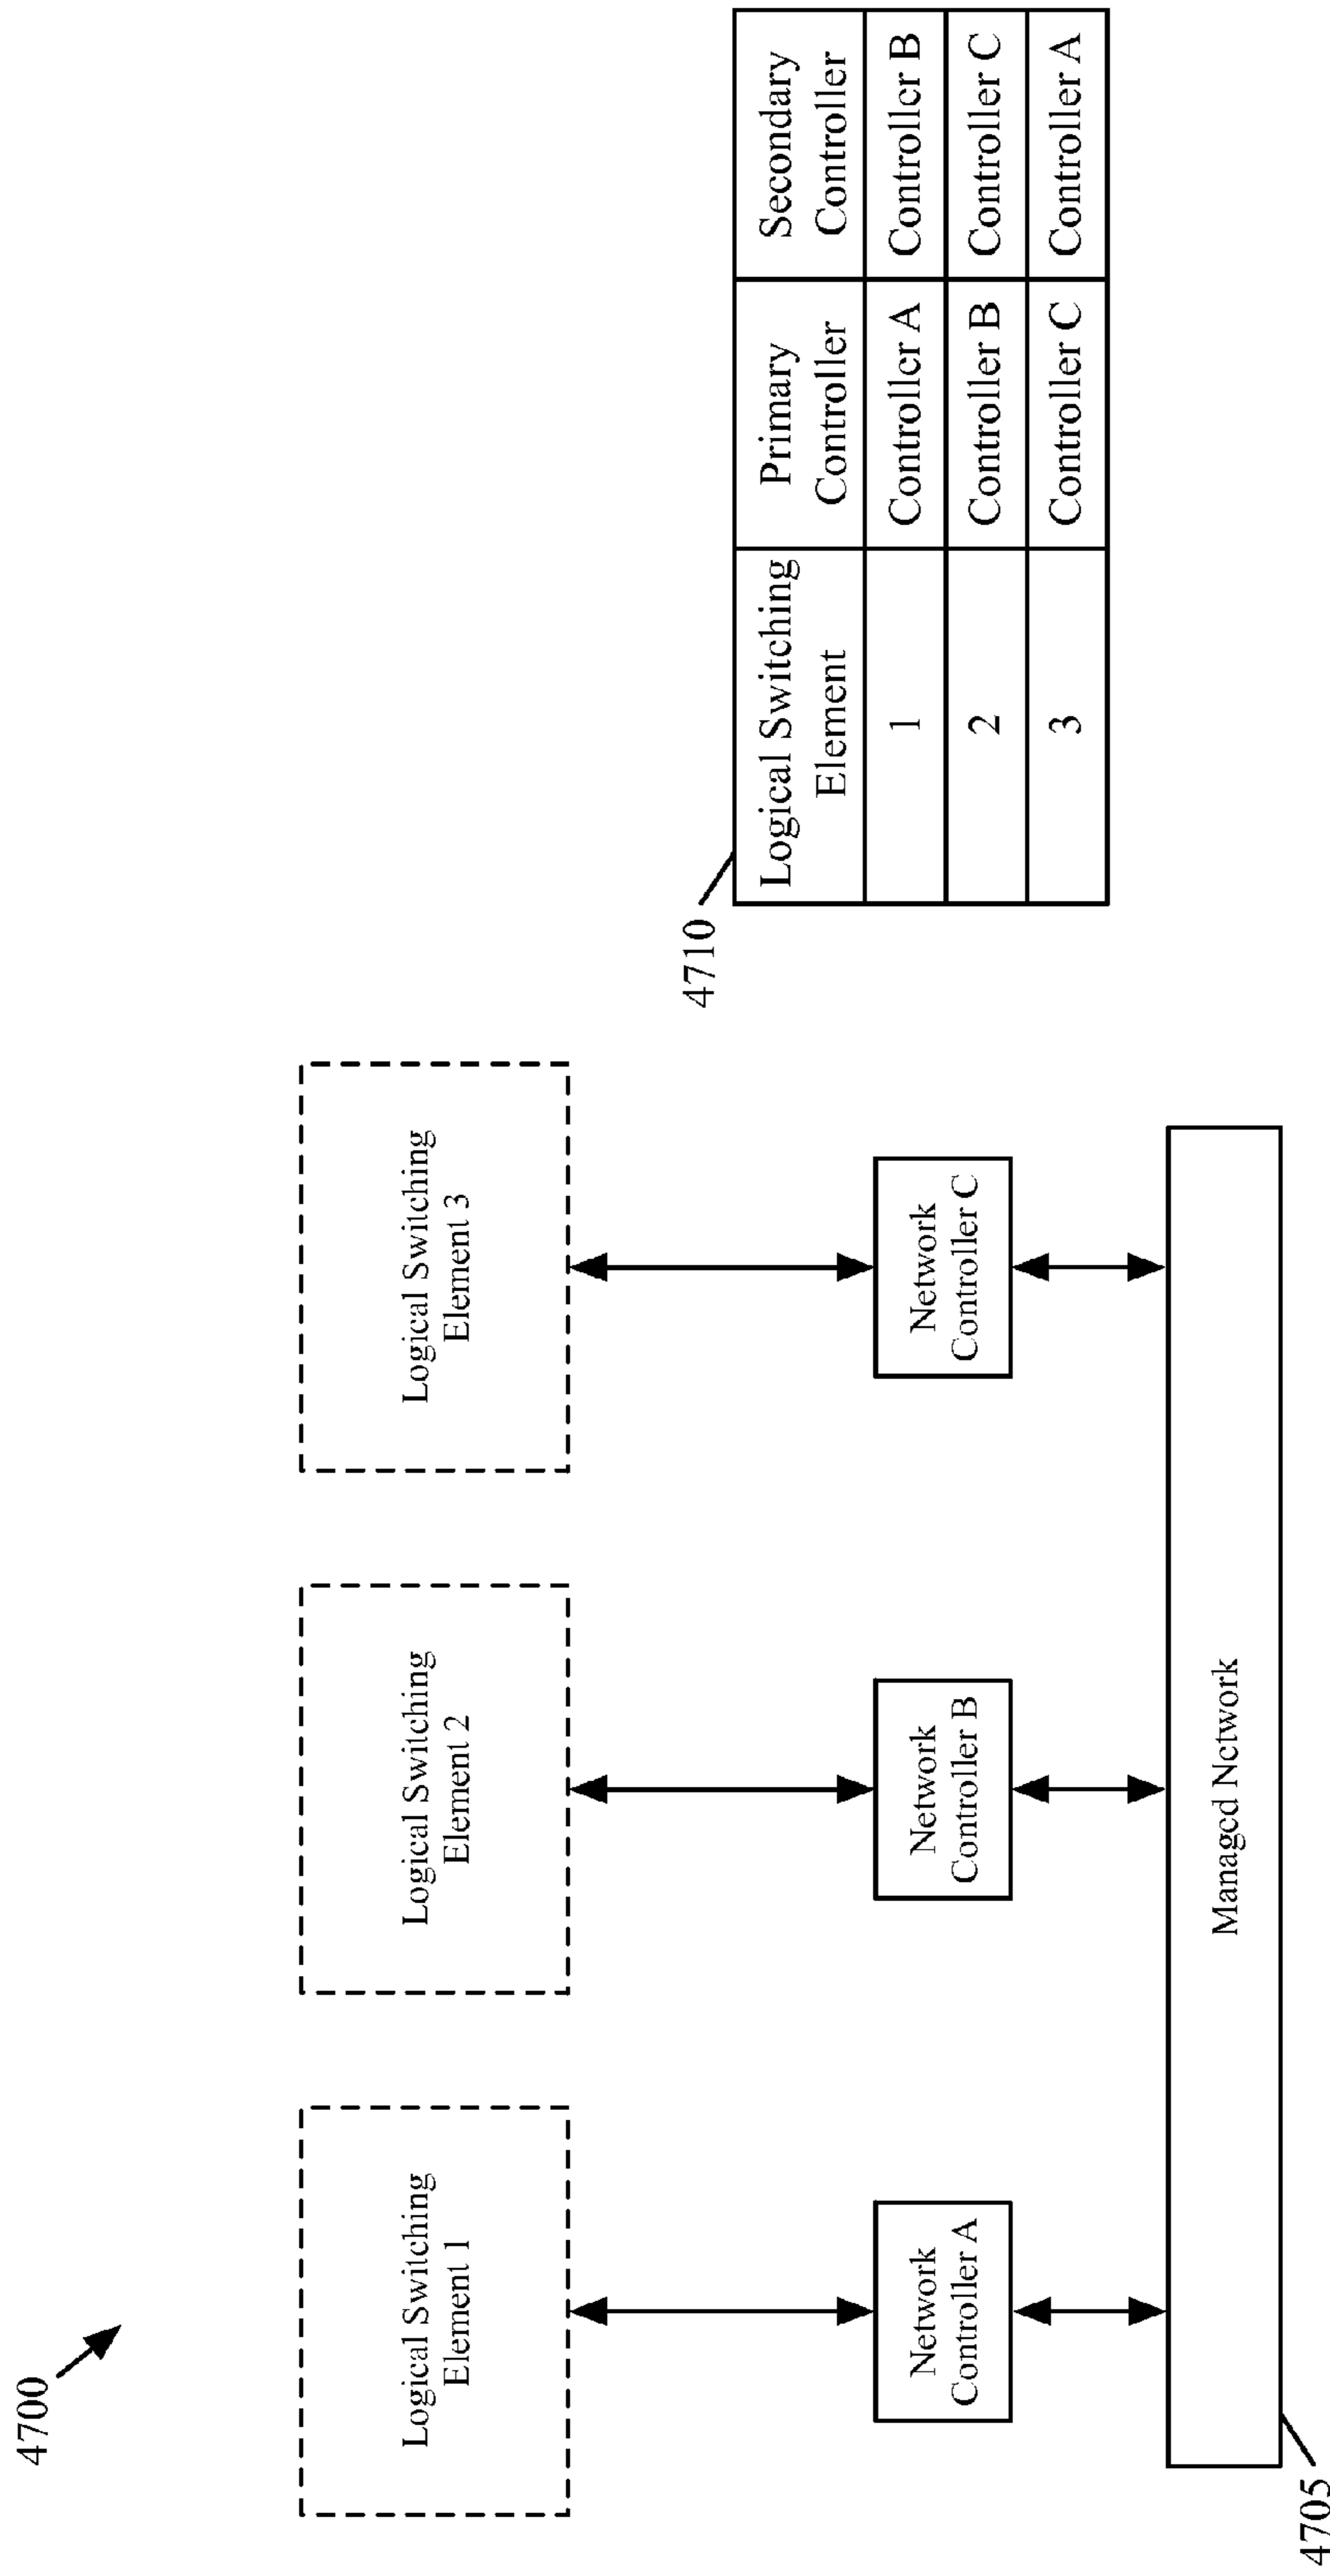 4700
Logical Switching
Element 1
Logical Switching
Element 2
Logical Switching
Element 3
Network
Controller A
Network
Controller B
Network
Controller C
Managed Network
4705
4710
Logical Switching
Element
Primary
Controller
Secondary
Controller
1
Controller A
Controller B
2
Controller B
Controller C
3
Controller C
Controller A